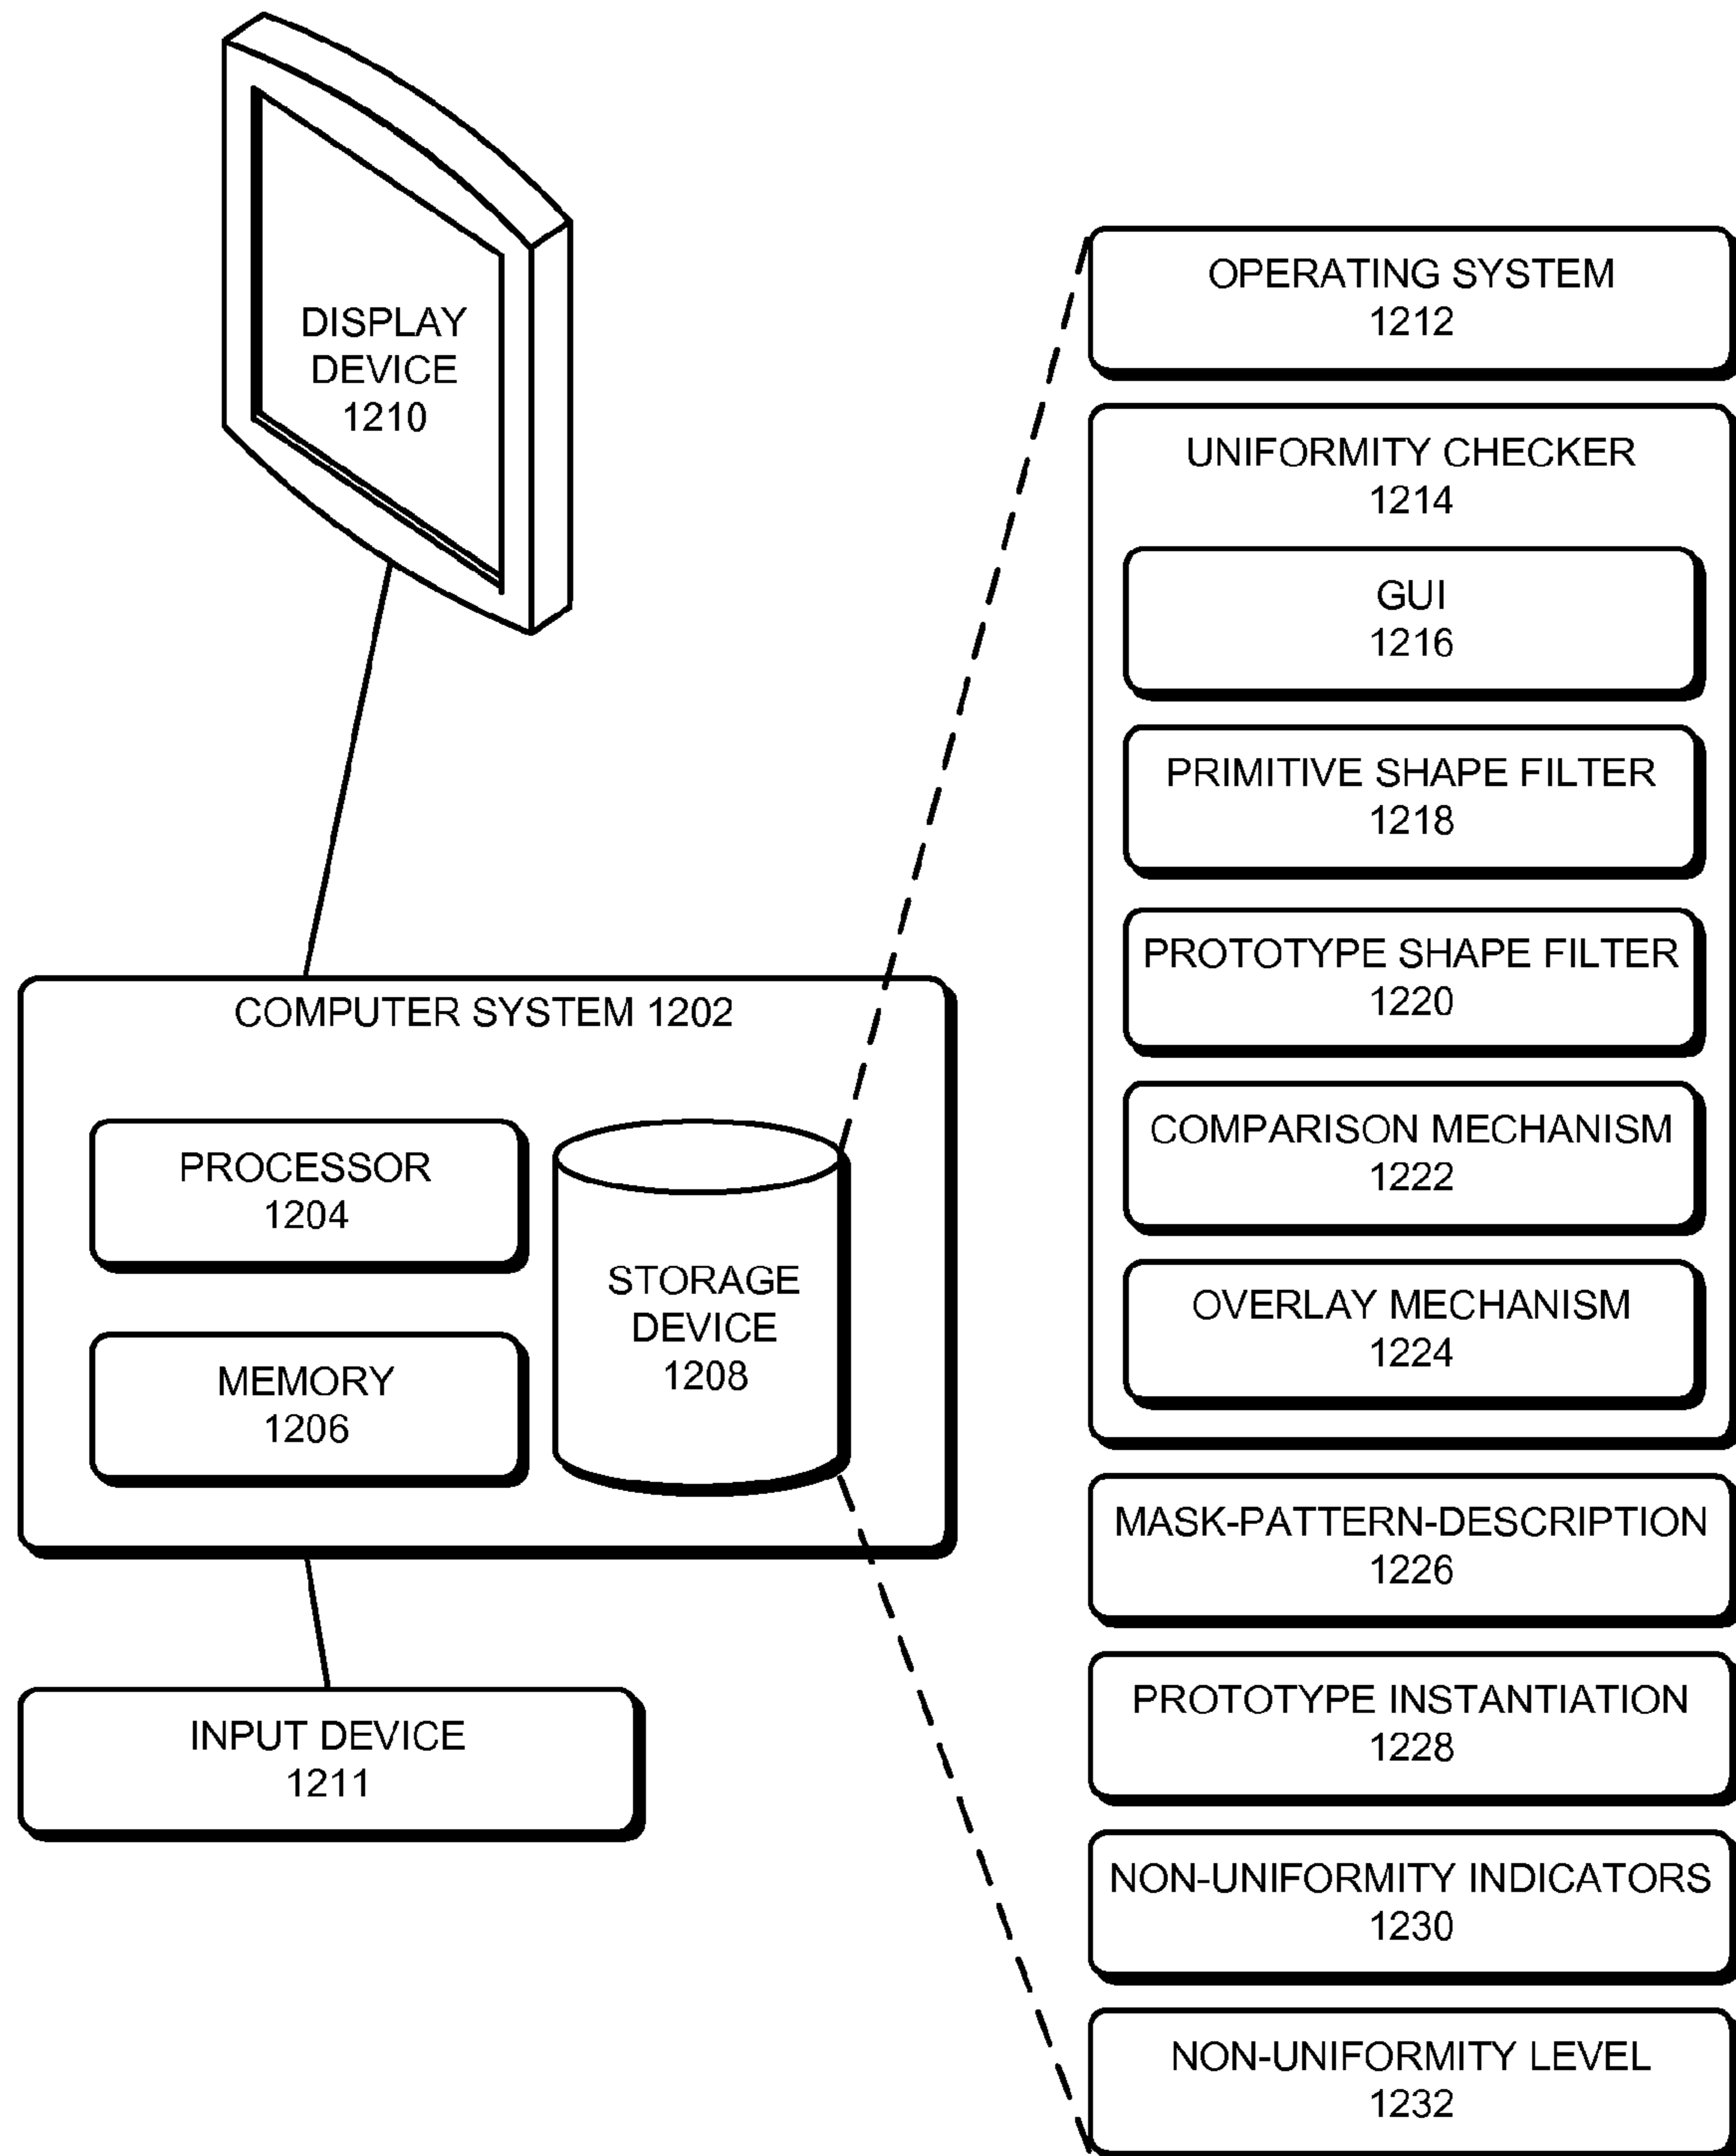 DISPLAY
DEVICE
1210
COMPUTER SYSTEM 1202
PROCESSOR
1204
MEMORY
1206
STORAGE
DEVICE
1208
INPUT DEVICE
1211
OPERATING SYSTEM
1212
UNIFORMITY CHECKER
1214
GUI
1216
PRIMITIVE SHAPE FILTER
1218
PROTOTYPE SHAPE FILTER
1220
COMPARISON MECHANISM
1222
OVERLAY MECHANISM
1224
MASK-PATTERN-DESCRIPTION
1226
PROTOTYPE INSTANTIATION
1228
NON-UNIFORMITY INDICATORS
1230
NON-UNIFORMITY LEVEL
1232